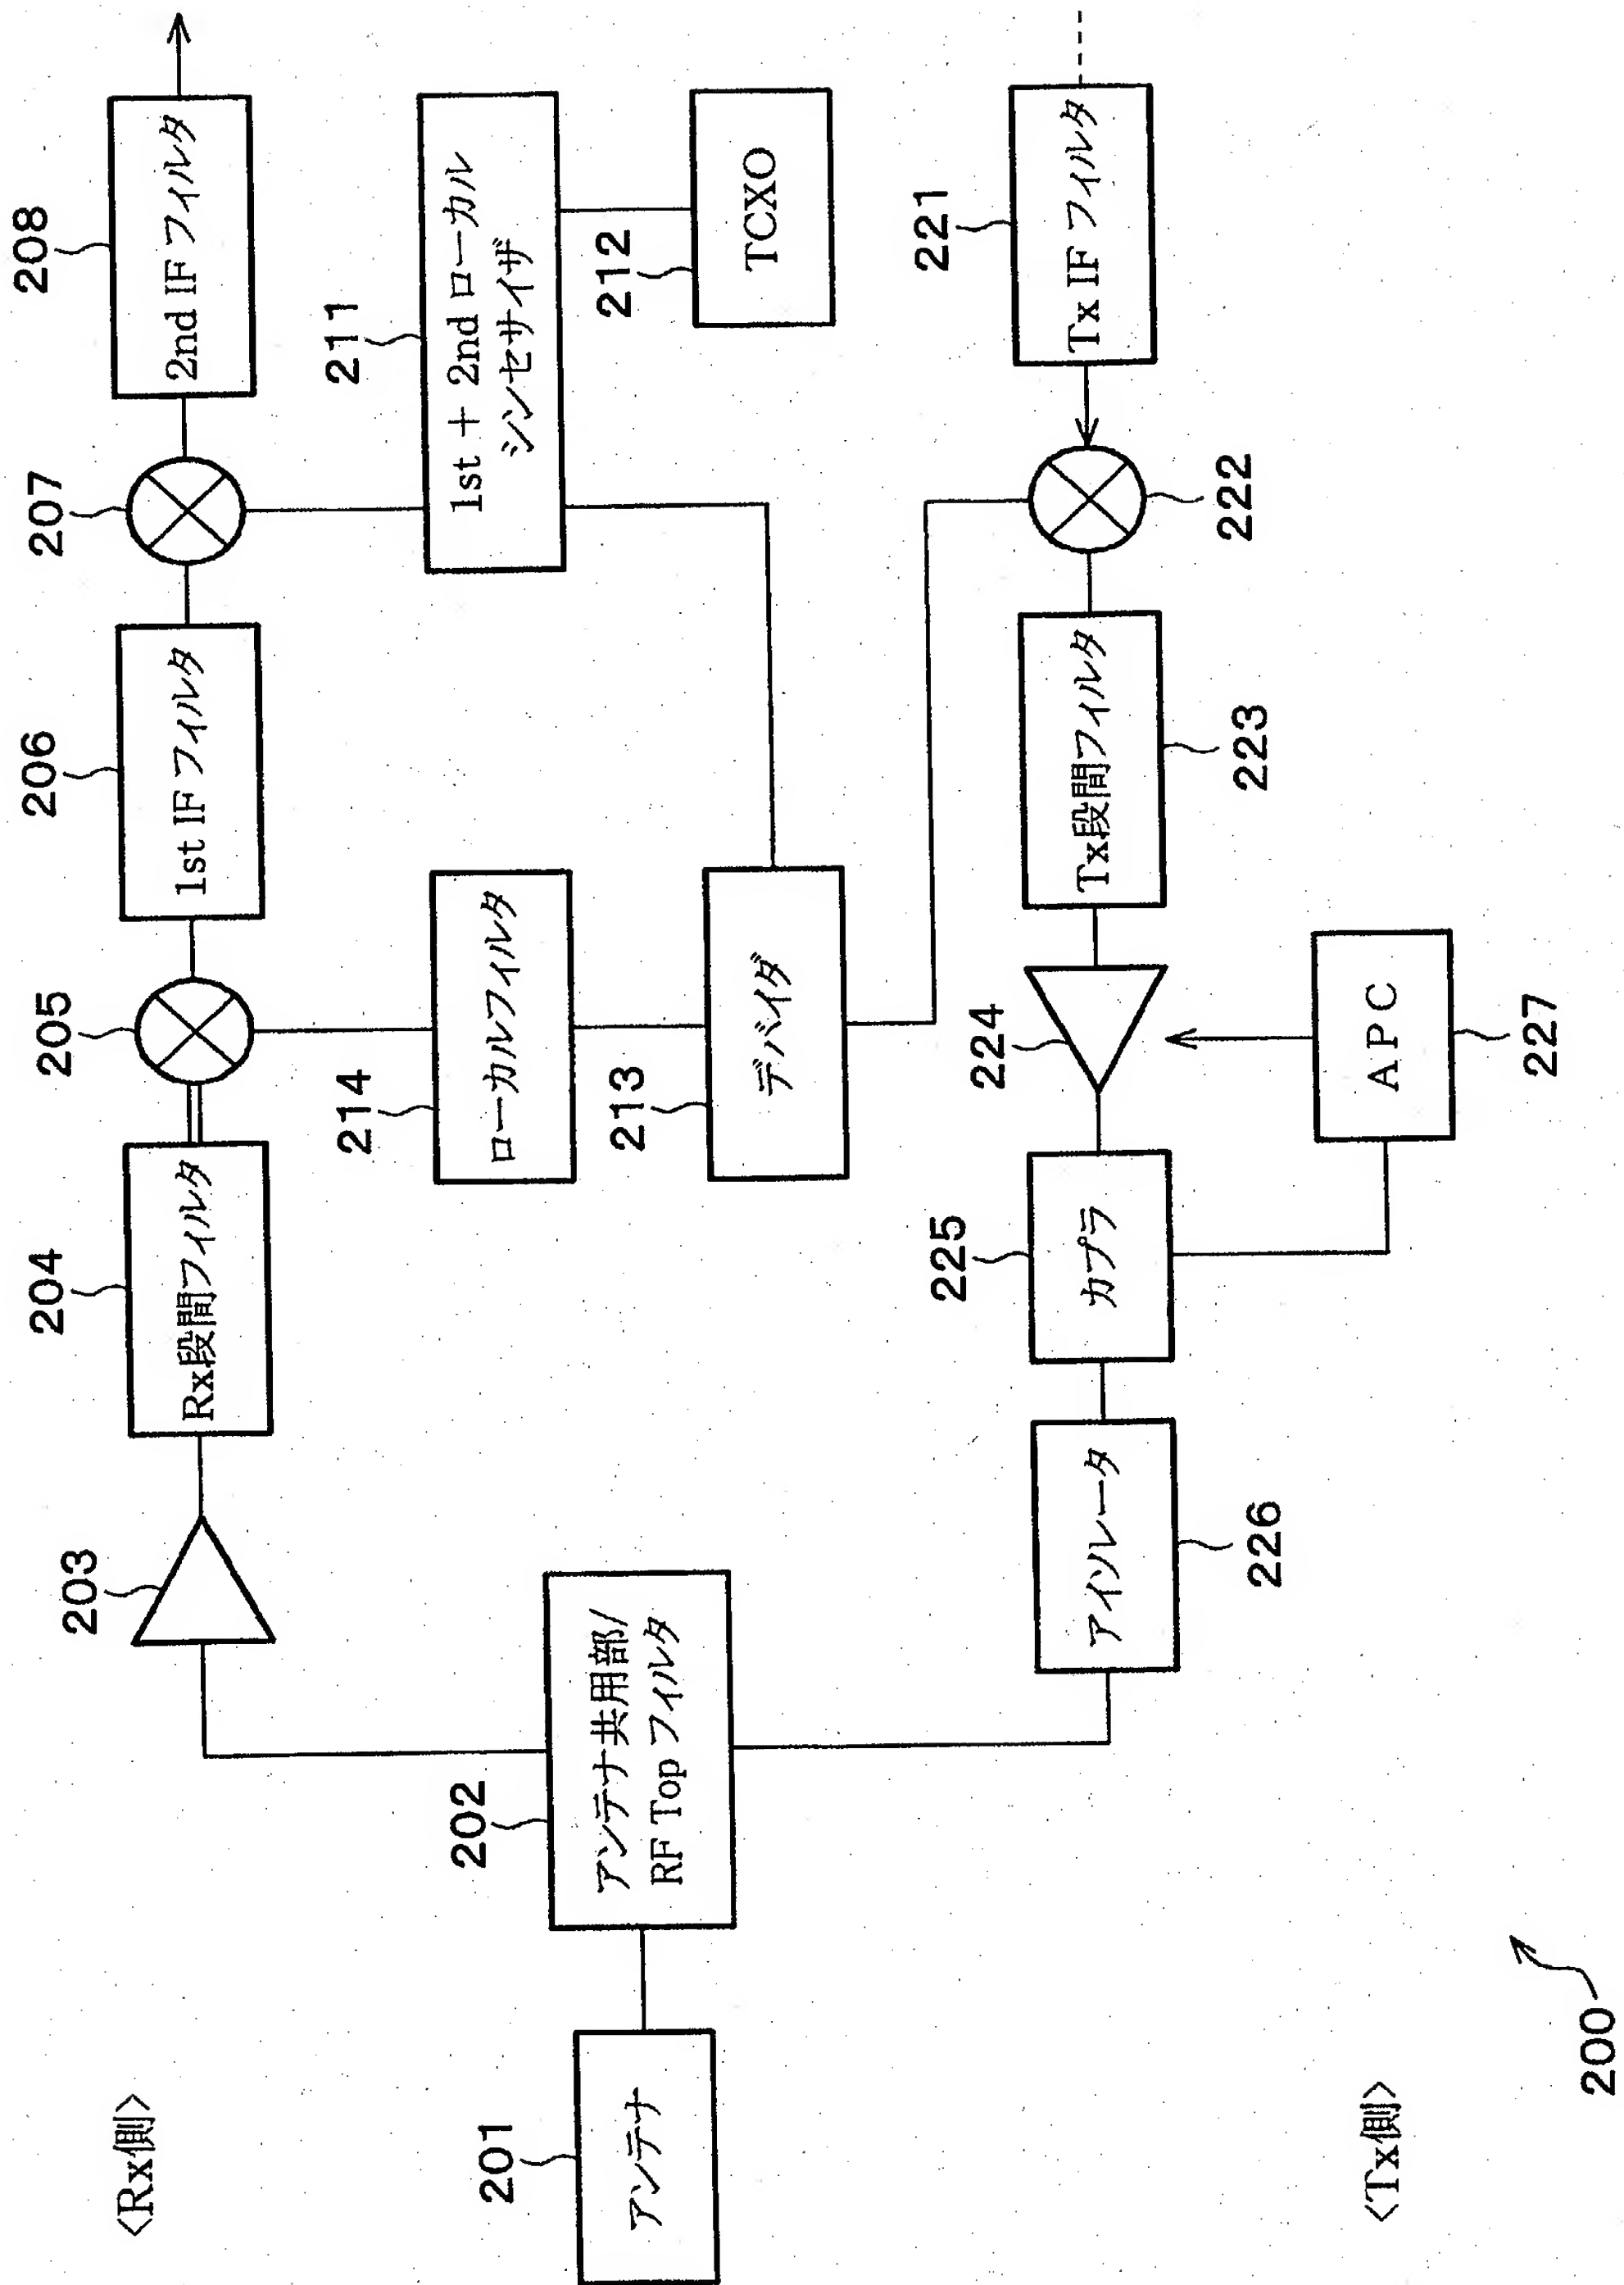 〈Rx側〉
201
アンテナ
202
アンテナ共用部/
RF Top フィルタ
203
204
Rx段間フィルタ
205
206
1st IF フィルタ
207
208
2nd IF フィルタ
214
ローカルフィルタ
213
デバイダ
211
1st + 2nd ローカル
シンセサイザ
212
TCXO
221
Tx IF フィルタ
222
223
Tx段間フィルタ
224
225
カプラ
226
アイソレータ
227
APC
〈Tx側〉
200